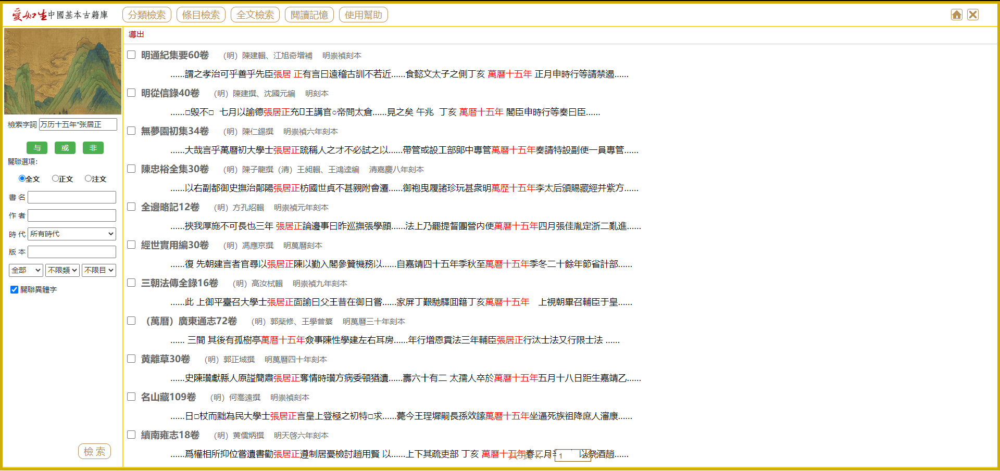 愛如生中國基本古籍庫
分類檢索 條目檢索 全文檢索 閱讀記憶 使用幫助
檢索字詞 万历十五年*张居正
与 或 非
關聯選項：
全文 正文 注文
書名
作者
時代 所有時代
版本
全部 不限類 不限目
關聯異體字
檢索
導出
明通紀集要60卷 （明）陳建輯、江旭奇增補 明崇禎刻本
......謂之孝治可乎善乎先臣張居 正有言曰遠稽古訓不若近......食懿文太子之側丁亥 萬曆十五年 正月申時行等請禁遏......
明從信錄40卷 （明）陳建撰、沈國元編 明刻本
......□毀不□ 七月以諭德張居正充▯王講官○帝問太倉......見之矣 午兆 丁亥 萬曆十五年 閣臣申時行等奏曰臣......
無夢園初集34卷 （明）陳仁錫撰 明崇禎六年刻本
......大哉言乎萬曆初大學士張居正疏稱人之才不必試之以......帶管或設工部郎中專管萬曆十五年奏請特設副使一員專管......
陳忠裕全集30卷 （明）陳子龍撰（清）王昶輯、王鴻逵編 清嘉慶八年刻本
......以右副都御史撫治鄖陽張居正枋國世貞不甚親附會遷......御袍曳履諸珍玩甚衆明萬歷十五年李太后頒賜藏經并紫方......
全邊略記12卷 （明）方孔炤輯 明崇禎元年刻本
......挾我厚施不可長也三年 張居正論邊事曰昨巡撫張學顔......法上乃罷提督團營内使萬曆十五年四月張佳胤定浙二亂進......
經世實用編30卷 （明）馮應京撰 明萬曆刻本
......復 先朝建言者官尋以張居正陳以勤入閣參贊機務以......自嘉靖四十五年季秋至萬曆十五年季冬二十餘年節省計部......
三朝法傳全錄16卷 （明）高汝栻輯 明崇禎九年刻本
......此 上御平臺召大學士張居正面諭曰父王昔在御日嘗......家屏丁艱馳驛囬籍丁亥萬曆十五年 上視朝畢召輔臣于皇......
（萬曆）廣東通志72卷 （明）郭棐修、王學曾纂 明萬曆三十年刻本
...... 三間 其後有孤樹亭萬曆十五年僉事陳性學建左右耳房......年行增恩貢法三年輔臣張居正行汰士法又行限士法 ......
黄離草30卷 （明）郭正域撰 明萬曆四十年刻本
......史陳瓚獻縣人原謚簡肅張居正奪情時瓚方病委頓猶遺......壽六十有二 太孺人卒於萬曆十五年五月十八日距生嘉靖乙......
名山藏109卷 （明）何喬遠撰 明崇禎刻本
......日□杖而黜為民大學士張居正言皇上登極之初特□求......薨今王珵墀嗣長孫效鍒萬曆十五年坐逼死族祖降庶人瀋康......
續南雍志18卷 （明）黄儒炳撰 明天啓六年刻本
......爲權相所抑位嘗遺書勸張居正遵制居憂檢討趙用賢 以......上下其疏吏部 丁亥 萬曆十五年春二月 以祭酒趙......
1